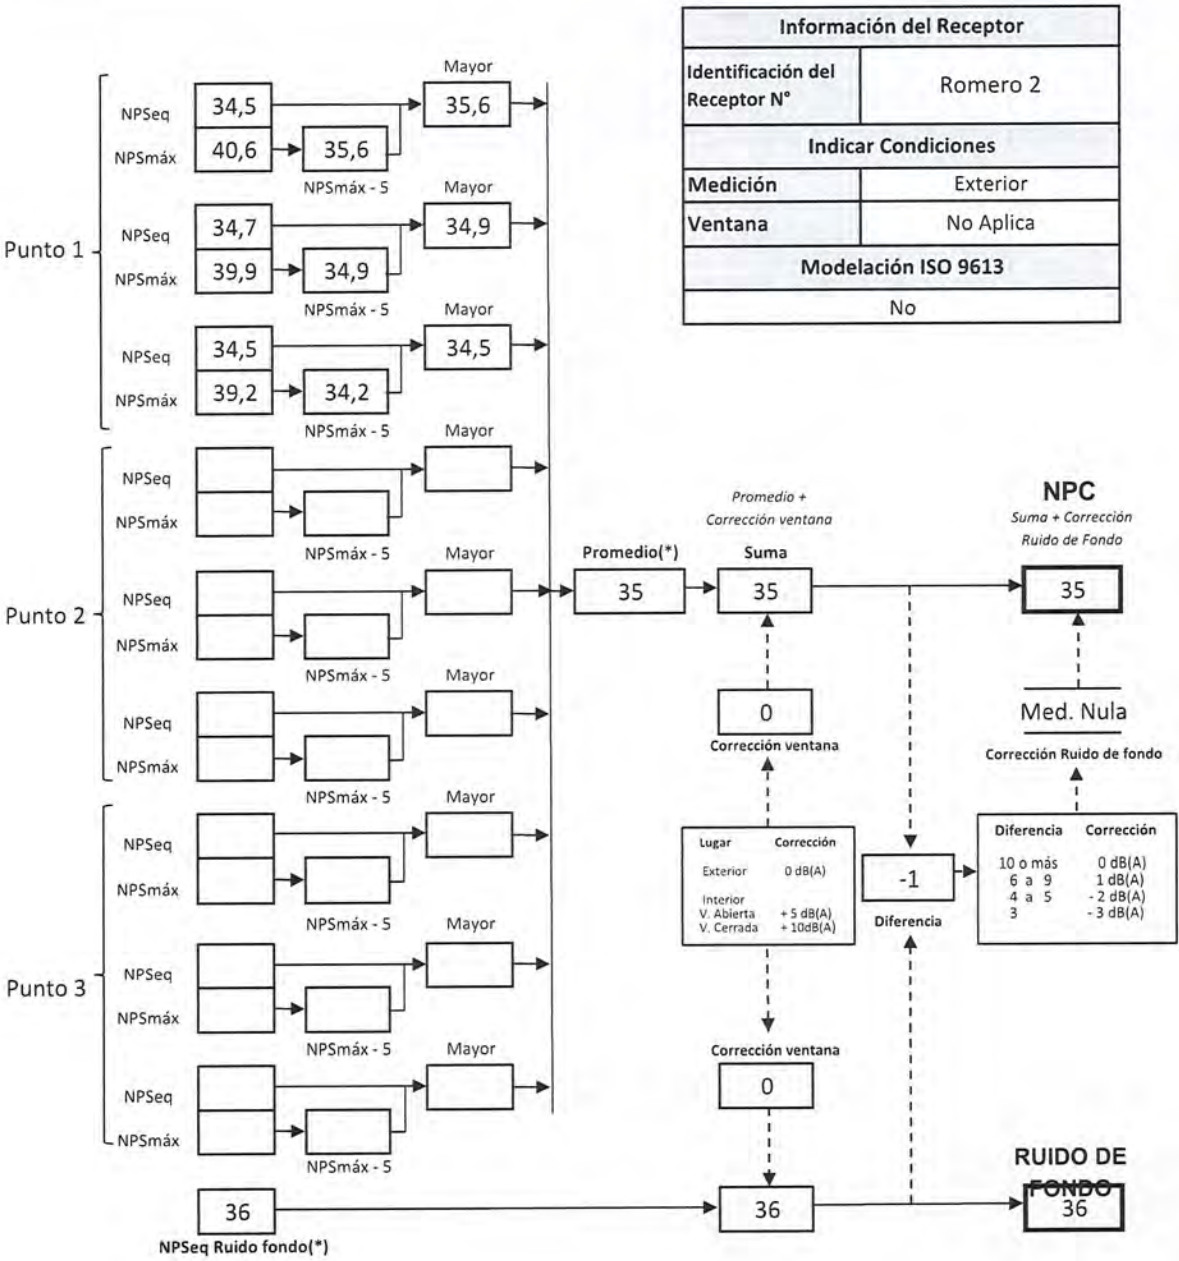 Información del Receptor
Identificación del Receptor N° Romero 2
Indicar Condiciones
Medición Exterior
Ventana No Aplica
Modelación ISO 9613
No
Punto 1
Mayor
NPSeq 34,5 35,6
NPSmáx 40,6 35,6
NPSmáx - 5
Mayor
NPSeq 34,7 34,9
NPSmáx 39,9 34,9
NPSmáx - 5
Mayor
NPSeq 34,5 34,5
NPSmáx 39,2 34,2
NPSmáx - 5
Punto 2
Mayor
NPSeq
NPSmáx
NPSmáx - 5
Mayor
NPSeq
NPSmáx
NPSmáx - 5
Mayor
NPSeq
NPSmáx
NPSmáx - 5
Punto 3
Mayor
NPSeq
NPSmáx
NPSmáx - 5
Mayor
NPSeq
NPSmáx
NPSmáx - 5
Mayor
NPSeq
NPSmáx
NPSmáx - 5
36
NPSeq Ruido fondo(*)
Promedio(*)
35
Promedio +
Corrección ventana
Suma
35
0
Corrección ventana
Lugar Corrección
Exterior 0 dB(A)
Interior
V. Abierta + 5 dB(A)
V. Cerrada + 10dB(A)
Corrección ventana
0
36
-1
Diferencia
NPC
Suma + Corrección
Ruido de Fondo
35
Med. Nula
Corrección Ruido de fondo
Diferencia Corrección
10 o más 0 dB(A)
6 a 9 1 dB(A)
4 a 5 - 2 dB(A)
3 - 3 dB(A)
RUIDO DE
FONDO
36